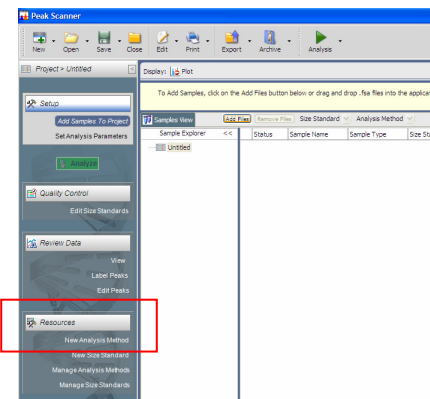 Peak Scanner
New Open Save Close Edit Print Export Archive Analysis
Project > Untitled
Display: Plot
To Add Samples, click on the Add Files button below or drag and drop .fsa files into the applicat
Setup
Add Samples To Project
Set Analysis Parameters
Analyze
Quality Control
Edit Size Standards
Review Data
View
Label Peaks
Edit Peaks
Resources
New Analysis Method
New Size Standard
Manage Analysis Methods
Manage Size Standards
Samples View Add Files Remove Files Size Standard Analysis Method
Sample Explorer << Status Sample Name Sample Type Size Sta
Untitled